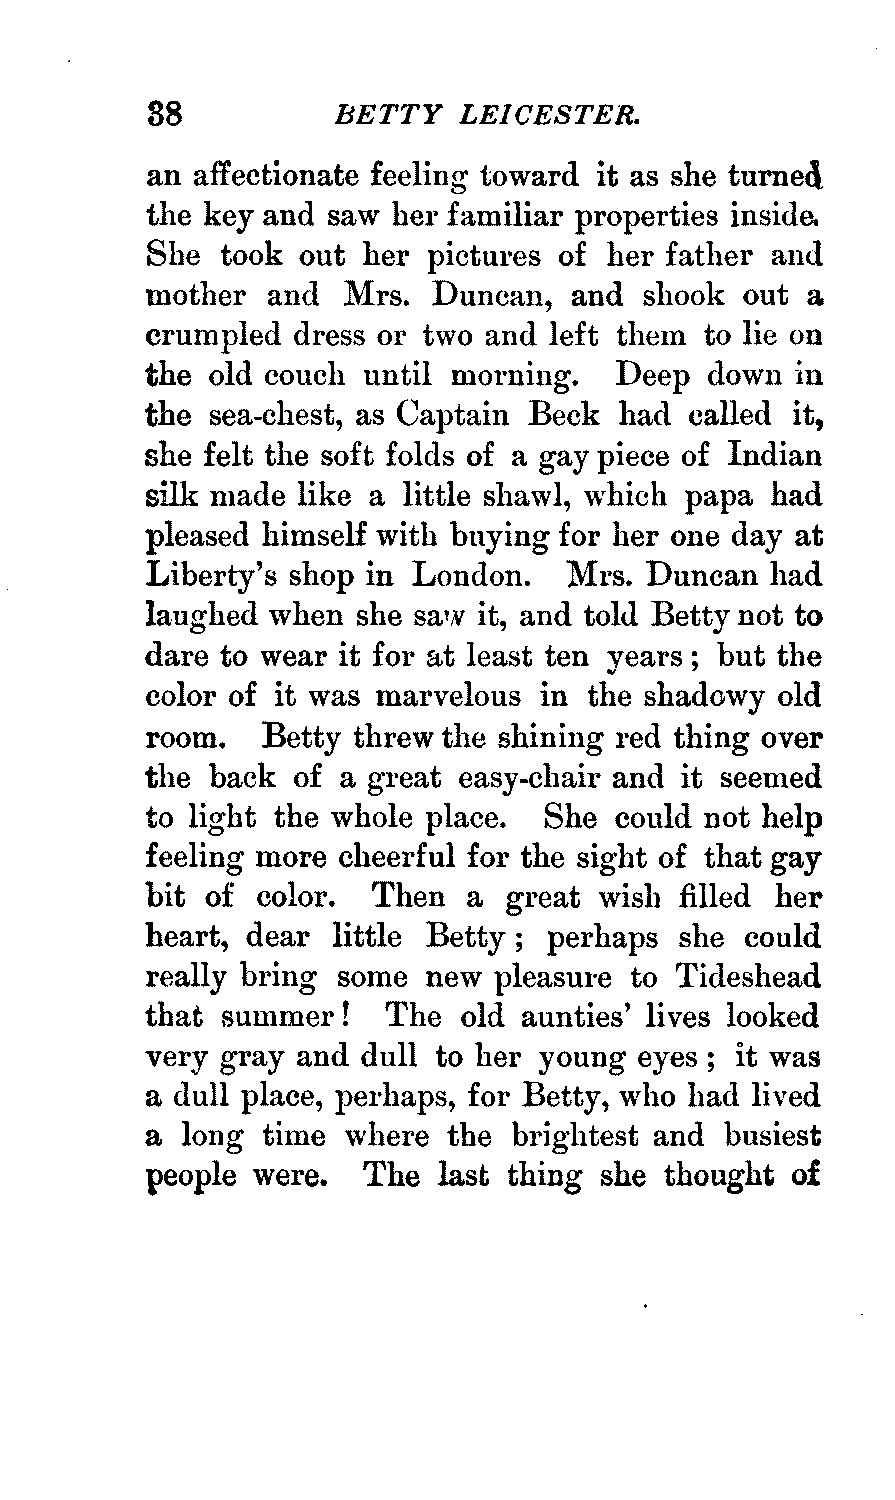 38 BETTY LEICESTER.
an affectionate feeling toward it as she turned
the key and saw her familiar properties inside.
She took out her pictures of her father and
mother and Mrs. Duncan, and shook out a
crumpled dress or two and left them to lie on
the old couch until morning. Deep down in
the sea-chest, as Captain Beck had called it,
she felt the soft folds of a gay piece of Indian
silk made like a little shawl, which papa had
pleased himself with buying for her one day at
Liberty's shop in London. Mrs. Duncan had
laughed when she saw it, and told Betty not to
dare to wear it for at least ten years ; but the
color of it was marvelous in the shadowy old
room. Betty threw the shining red thing over
the back of a great easy-chair and it seemed
to light the whole place. She could not help
feeling more cheerful for the sight of that gay
bit of color. Then a great wish filled her
heart, dear little Betty ; perhaps she could
really bring some new pleasure to Tideshead
that summer ! The old aunties' lives looked
very gray and dull to her young eyes ; it was
a dull place, perhaps, for Betty, who had lived
a long time where the brightest and busiest
people were. The last thing she thought of